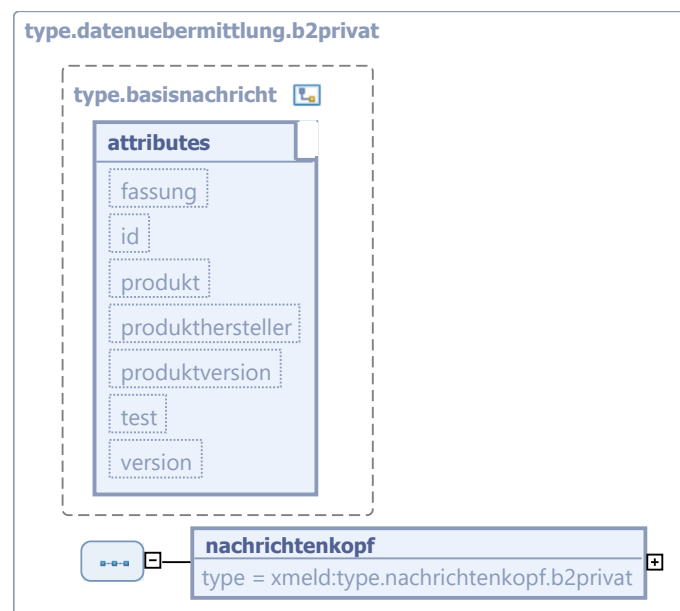 type.datenuebermittlung.b2privat
type.basisnachricht
attributes
fassung
id
produkt
produkthersteller
produktversion
test
version
nachrichtenkopf
type = xmeld:type.nachrichtenkopf.b2privat